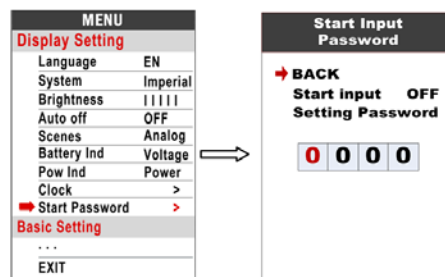 MENU
Display Setting
Language EN
System Imperial
Brightness | | | | |
Auto off OFF
Scenes Analog
Battery Ind Voltage
Pow Ind Power
Clock >
Start Password >
Basic Setting
...
EXIT
Start Input
Password
BACK
Start input OFF
Setting Password
0 0 0 0